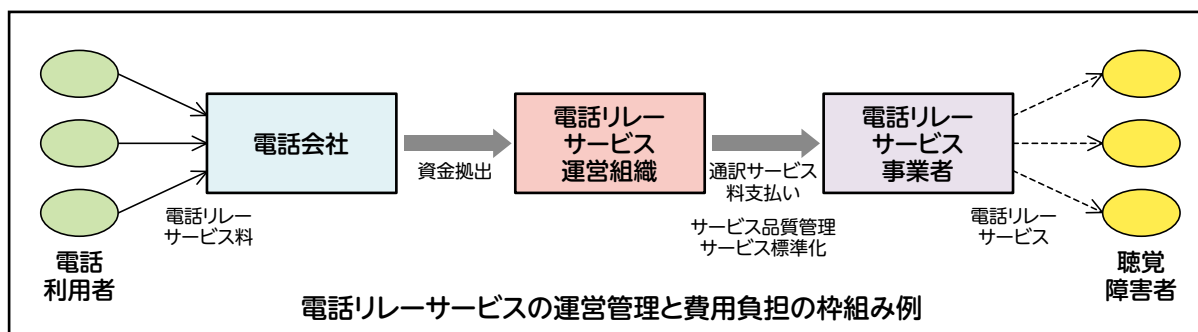 電話会社
電話リレー
サービス
運営組織
電話リレー
サービス
事業者
資金拠出
通訳サービス
料支払い
サービス品質管理
サービス標準化
電話リレー
サービス料
電話リレー
サービス
電話
利用者
聴覚
障害者
電話リレーサービスの運営管理と費用負担の枠組み例